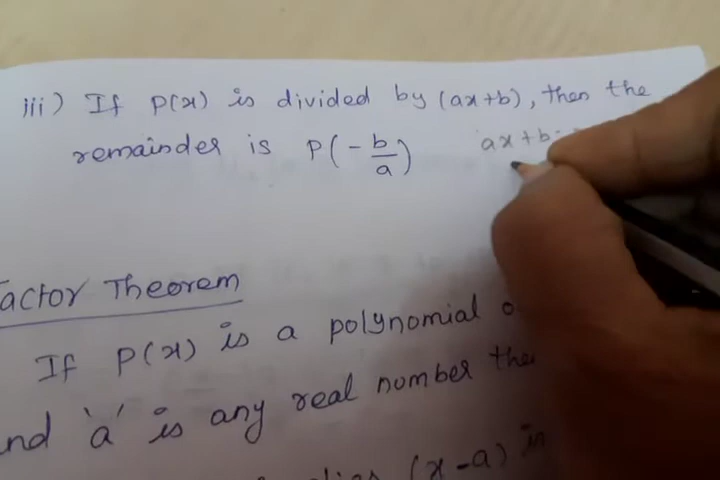 iii) If P(x) is divided by (ax+b), then the
remainder is P(-b/a)
ax+b=
actor Theorem
If P(x) is a polynomial o
nd 'a' is any real number the
(x-a)